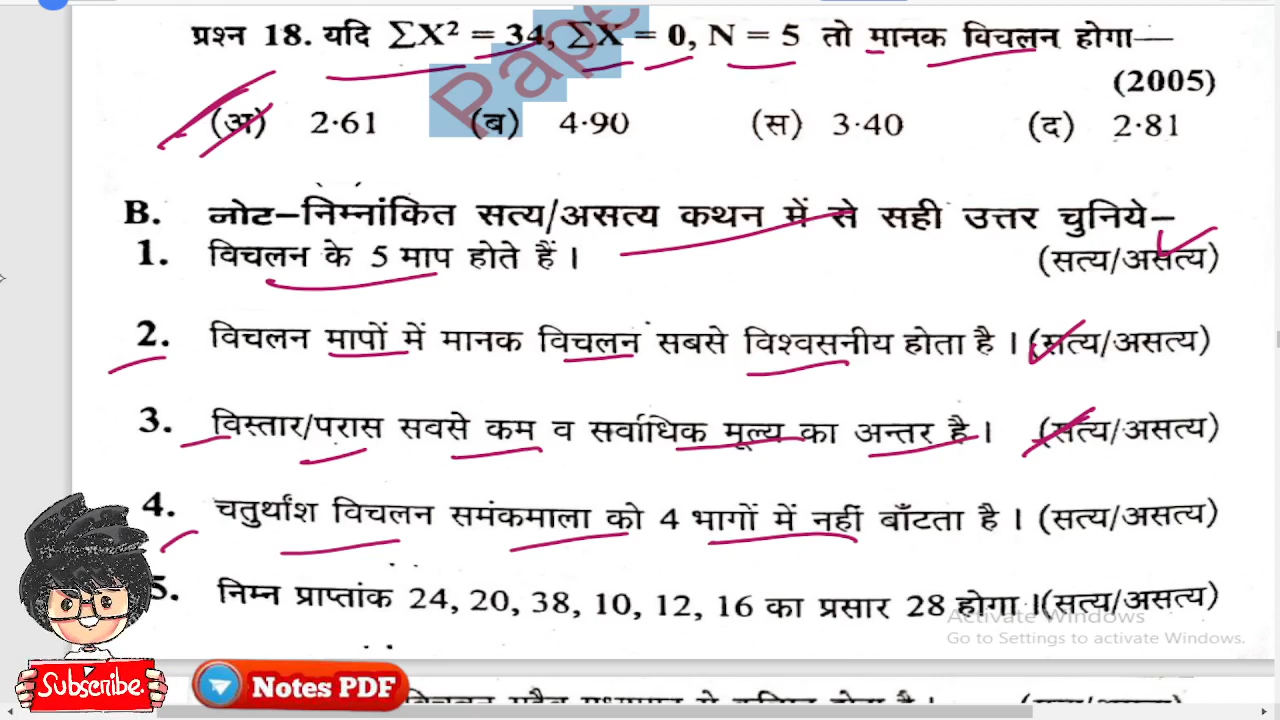 प्रश्न 18. यदि ∑X² = 34, ∑X = 0, N = 5 तो मानक विचलन होगा—
(2005)
(अ) 2·61 (ब) 4·90 (स) 3·40 (द) 2·81
Pape
B. नोट–निम्नांकित सत्य/असत्य कथन में से सही उत्तर चुनिये–
1. विचलन के 5 माप होते हैं । (सत्य/असत्य)
2. विचलन मापों में मानक विचलन सबसे विश्वसनीय होता है । (सत्य/असत्य)
3. विस्तार/परास सवसे कम व सर्वाधिक मूल्य का अन्तर है । (सत्य/असत्य)
4. चतुर्थांश विचलन समंकमाला को 4 भागों में नहीं बाँटता है । (सत्य/असत्य)
5. निम्न प्राप्तांक 24, 20, 38, 10, 12, 16 का प्रसार 28 होगा । (सत्य/असत्य)
Activate Windows
Go to Settings to activate Windows.
Subscribe.
Notes PDF